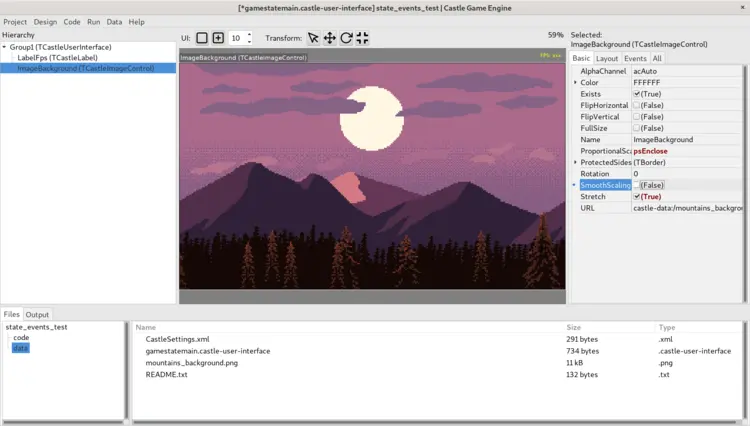 [*gamestatemain.castle-user-interface] state_events_test | Castle Game Engine
Project Design Code Run Data Help
Hierarchy
Group1 (TCastleUserInterface)
LabelFps (TCastleLabel)
ImageBackground (TCastleImageControl)
UI: 10 Transform: 59%
ImageBackground (TCastleImageControl)
Selected:
ImageBackground (TCastleImageControl)
Basic Layout Events All
AlphaChannel acAuto
Color FFFFFF
Exists (True)
FlipHorizontal (False)
FlipVertical (False)
FullSize (False)
Name ImageBackground
ProportionalSca psEnclose
ProtectedSides (TBorder)
Rotation 0
SmoothScaling (False)
Stretch (True)
URL castle-data:/mountains_backgrou
Files Output
state_events_test
code
data
Name Size Type
CastleSettings.xml 291 bytes .xml
gamestatemain.castle-user-interface 734 bytes .castle-user-interface
mountains_background.png 11 kB .png
README.txt 132 bytes .txt